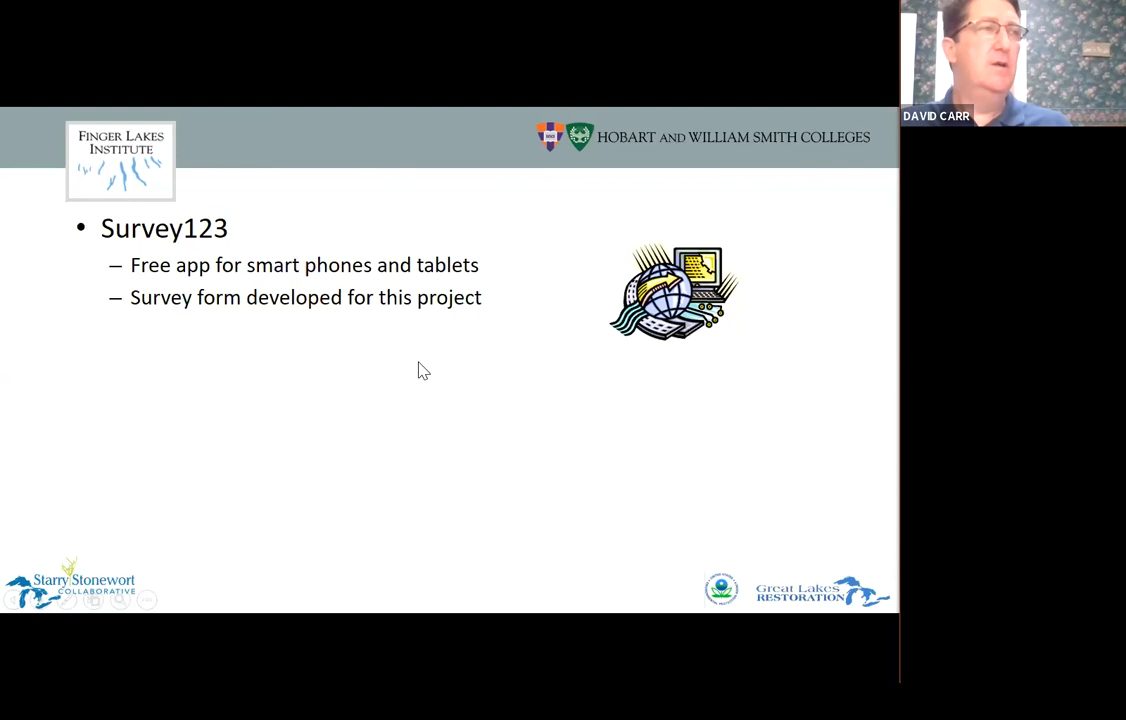 DAVID CARR
FINGER LAKES
INSTITUTE
HOBART AND WILLIAM SMITH COLLEGES
• Survey123
– Free app for smart phones and tablets
– Survey form developed for this project
Starry Stonewort
COLLABORATIVE
Great Lakes
RESTORATION